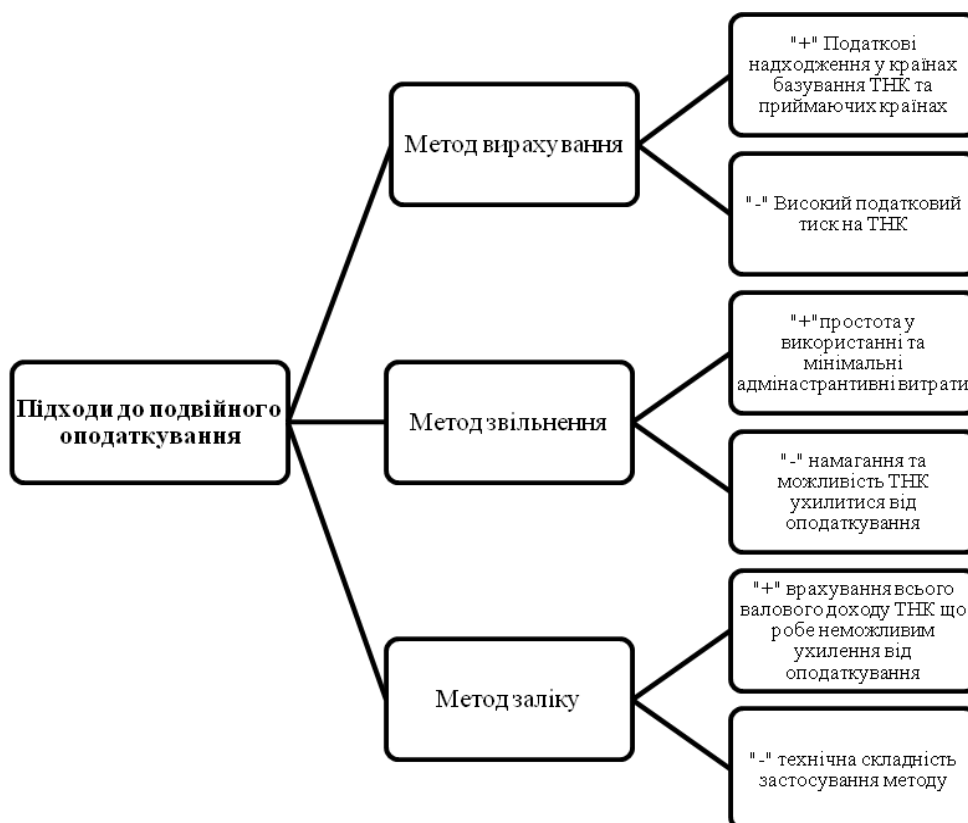 Підходи до подвійного
оподаткування
Метод вирахування
"+" Податкові
надходження у країнах
базування ТНК та
приймаючих країнах
"-" Високий податковий
тиск на ТНК
Метод звільнення
"+"простота у
використанні та
мінімальні
адмінастрантивні витрати
"-" намагання та
можливість ТНК
ухилитися від
оподаткування
Метод заліку
"+" врахування всього
валового доходу ТНК що
робе неможливим
ухилення від
оподаткування
"-" технічна складність
застосування методу